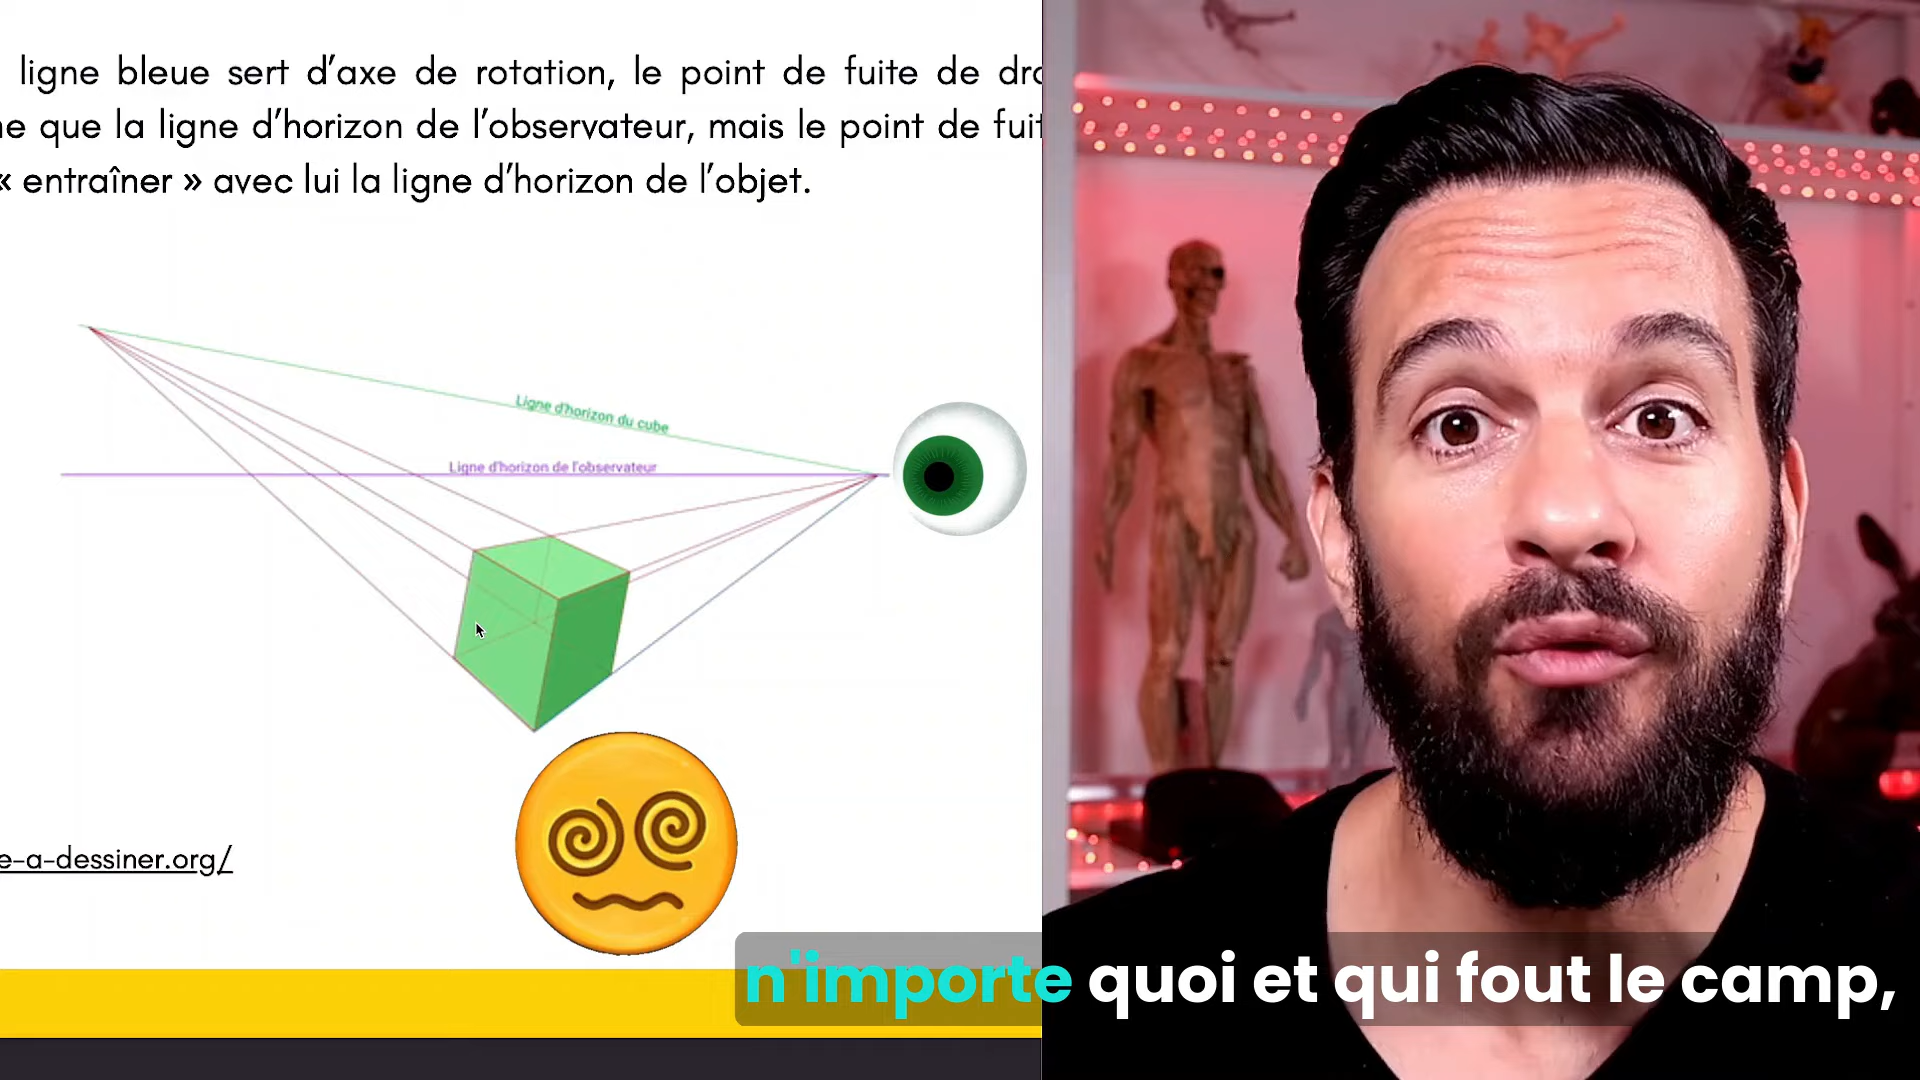 ligne bleue sert d'axe de rotation, le point de fuite de
que la ligne d'horizon de l'observateur, mais le point de
« entraîner » avec lui la ligne d'horizon de l'objet.
Ligne d'horizon du cube
Ligne d'horizon de l'observateur
e-a-dessiner.org/
n'importe quoi et qui fout le camp,